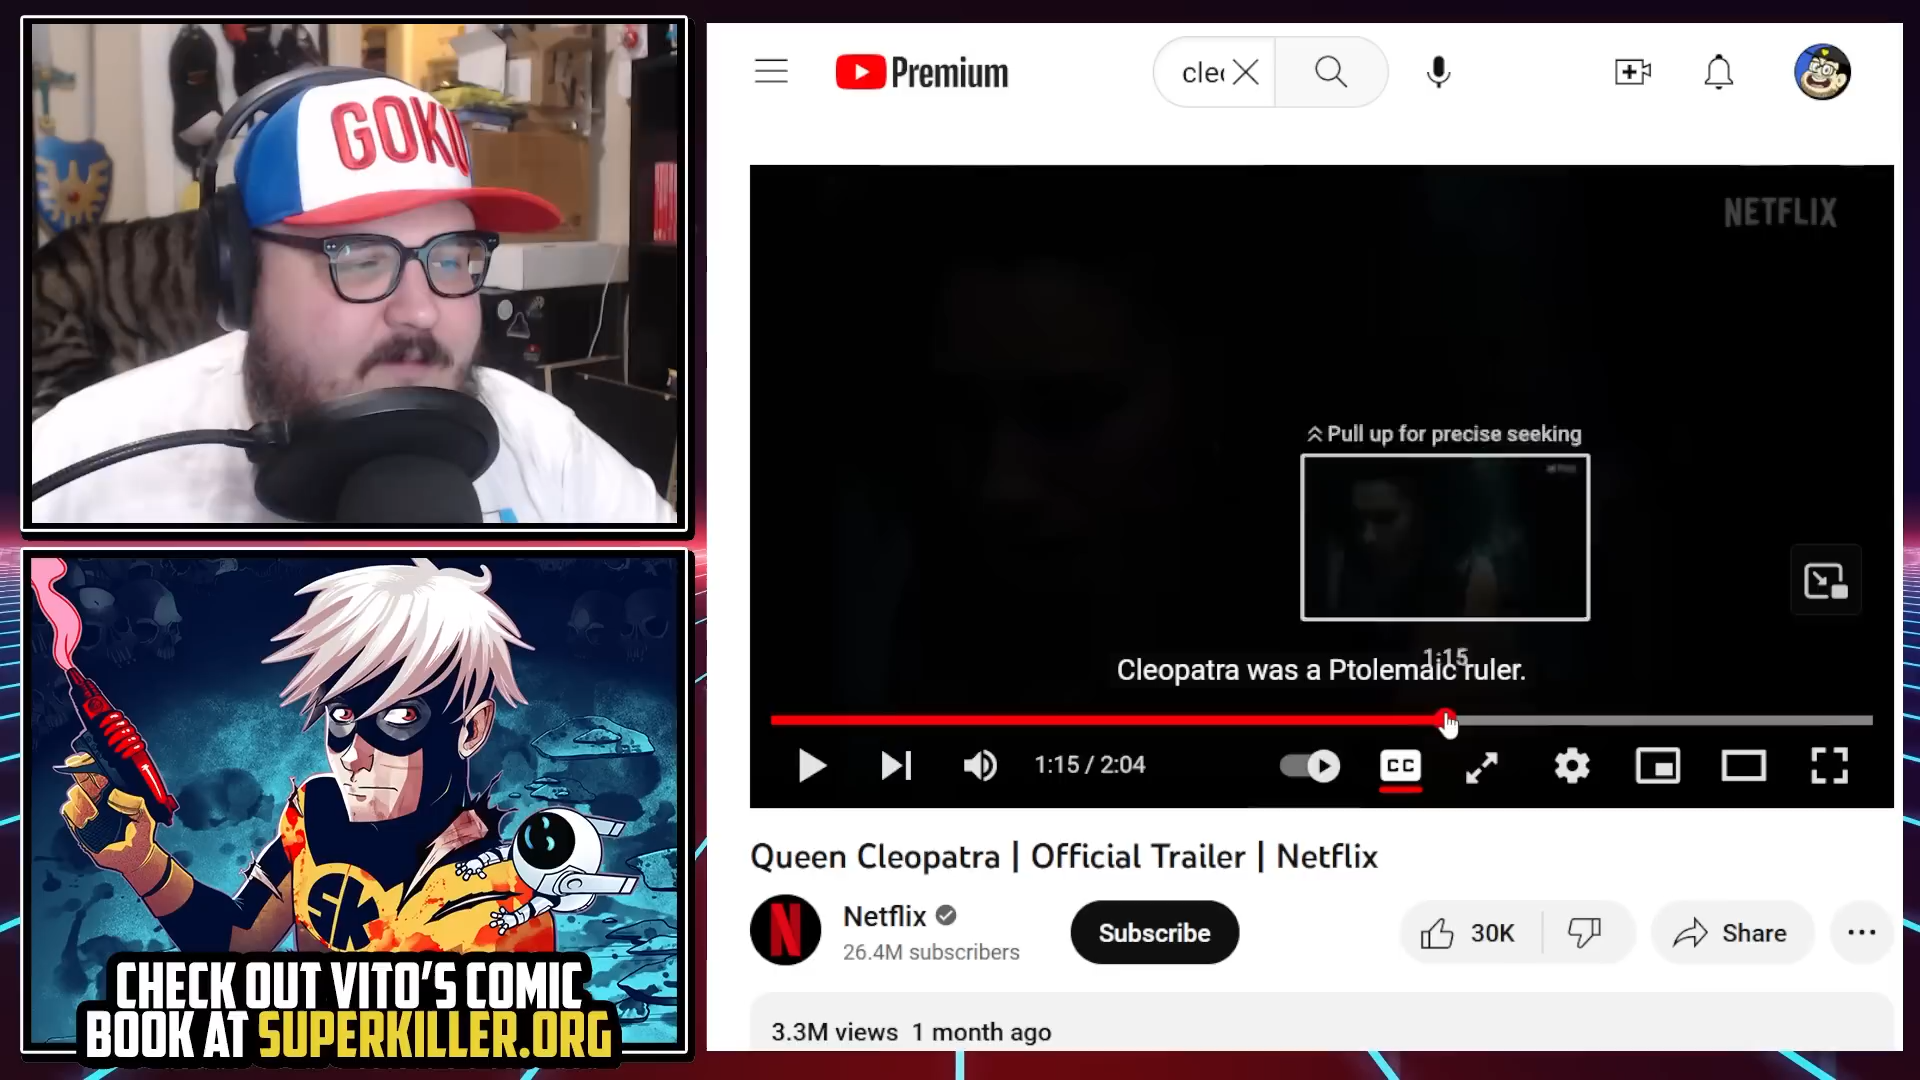 GOKU
Premium
cle
NETFLIX
Pull up for precise seeking
1:15
Cleopatra was a Ptolemaic ruler.
1:15 / 2:04
CC
Queen Cleopatra | Official Trailer | Netflix
N
Netflix
26.4M subscribers
Subscribe
30K
Share
3.3M views 1 month ago
SK
CHECK OUT VITO'S COMIC
BOOK AT SUPERKILLER.ORG